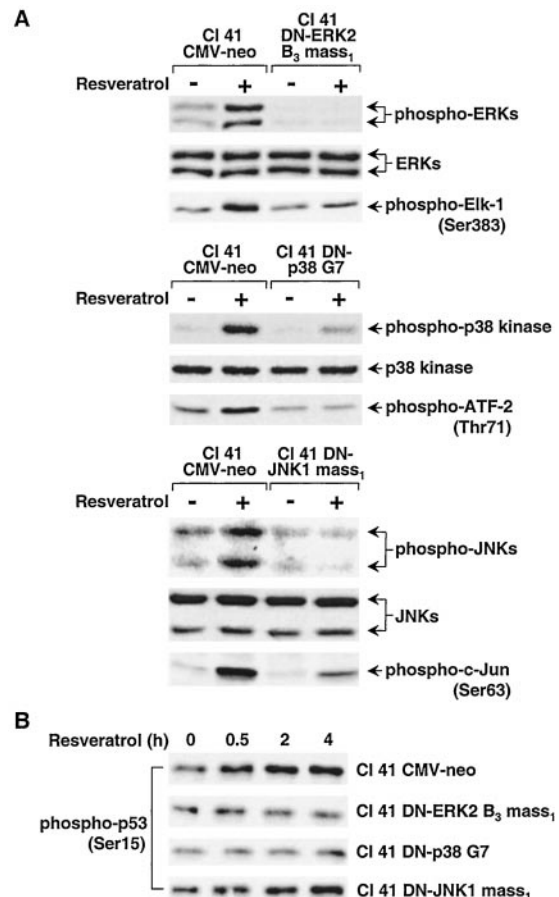 A
Cl 41
CMV-neo
Cl 41
DN-ERK2
B3 mass1
Resveratrol - + - +
phospho-ERKs
ERKs
phospho-Elk-1
(Ser383)
Cl 41
CMV-neo
Cl 41 DN-
p38 G7
Resveratrol - + - +
phospho-p38 kinase
p38 kinase
phospho-ATF-2
(Thr71)
Cl 41
CMV-neo
Cl 41 DN-
JNK1 mass1
Resveratrol - + - +
phospho-JNKs
JNKs
phospho-c-Jun
(Ser63)
B
Resveratrol (h) 0 0.5 2 4
phospho-p53
(Ser15)
Cl 41 CMV-neo
Cl 41 DN-ERK2 B3 mass1
Cl 41 DN-p38 G7
Cl 41 DN-JNK1 mass1